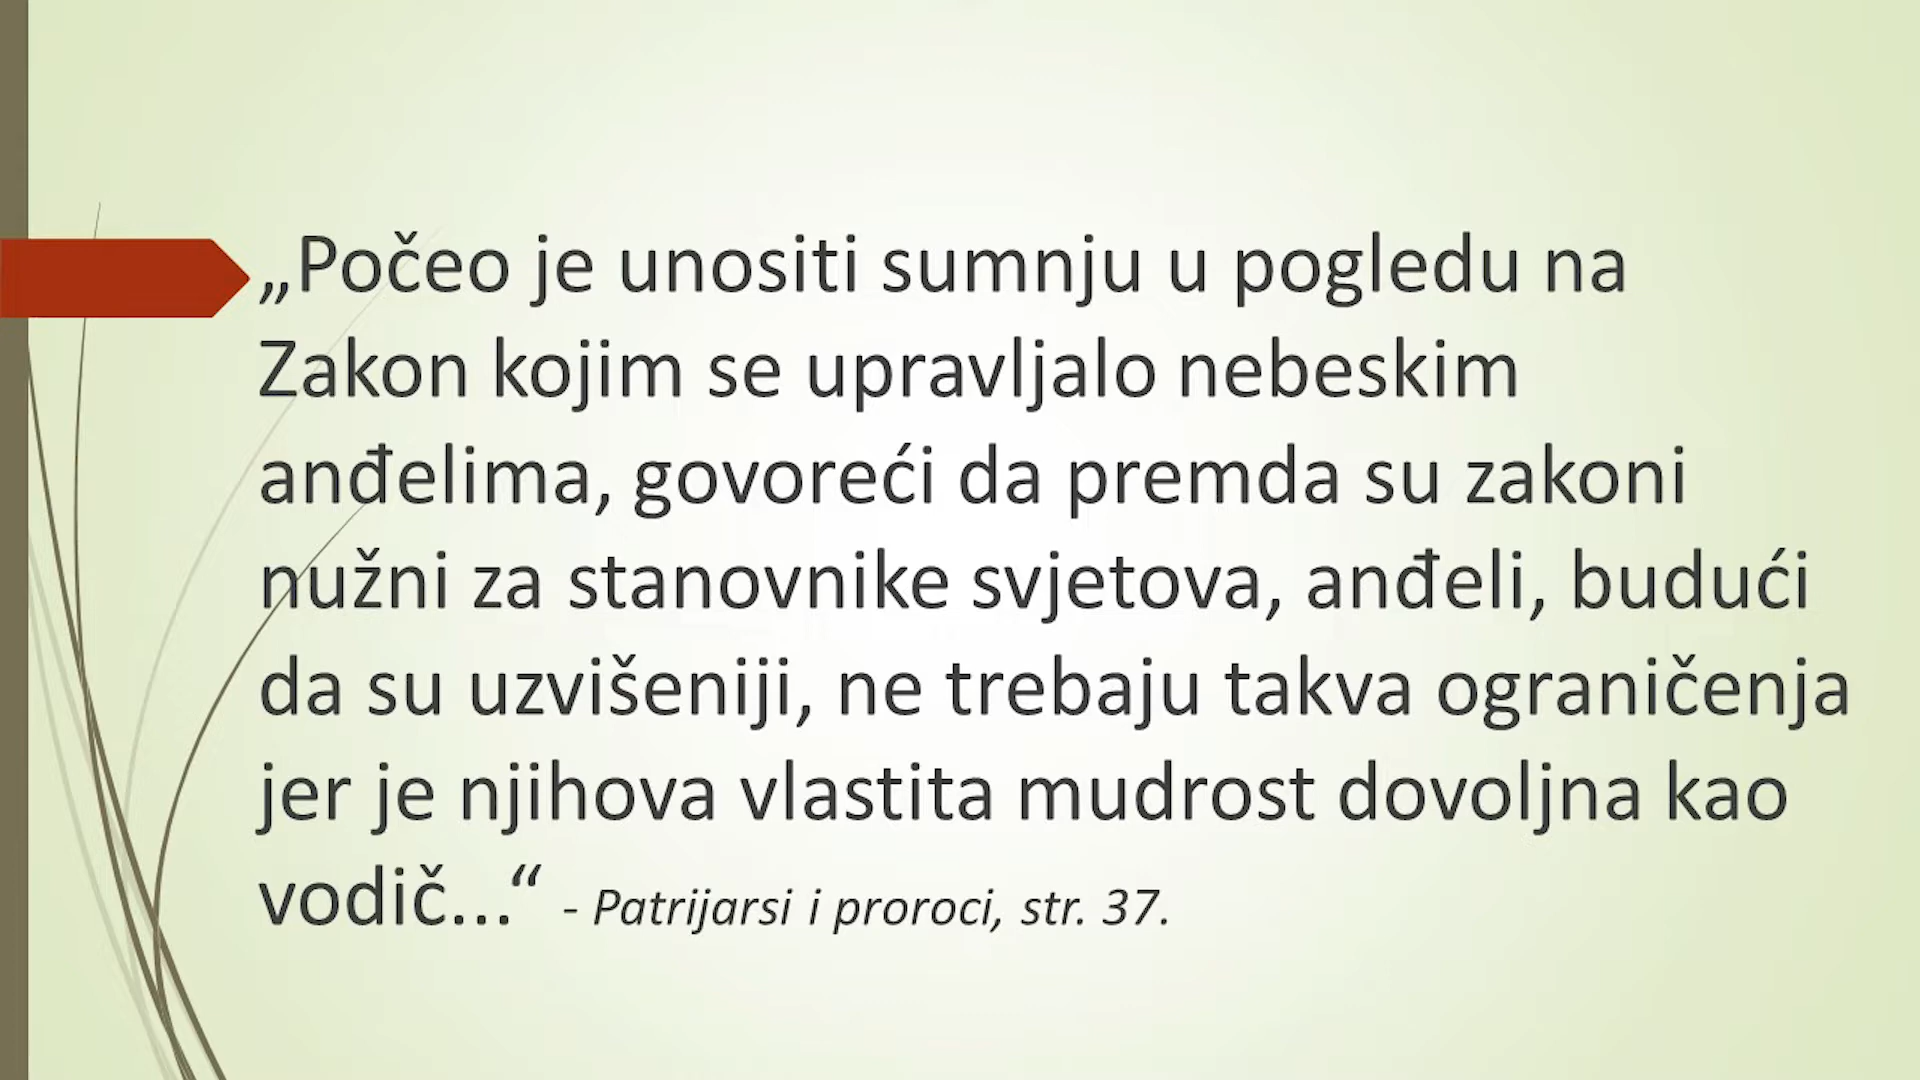 „Počeo je unositi sumnju u pogledu na
Zakon kojim se upravljalo nebeskim
anđelima, govoreći da premda su zakoni
nužni za stanovnike svjetova, anđeli, budući
da su uzvišeniji, ne trebaju takva ograničenja
jer je njihova vlastita mudrost dovoljna kao
vodič...“ - Patrijarsi i proroci, str. 37.